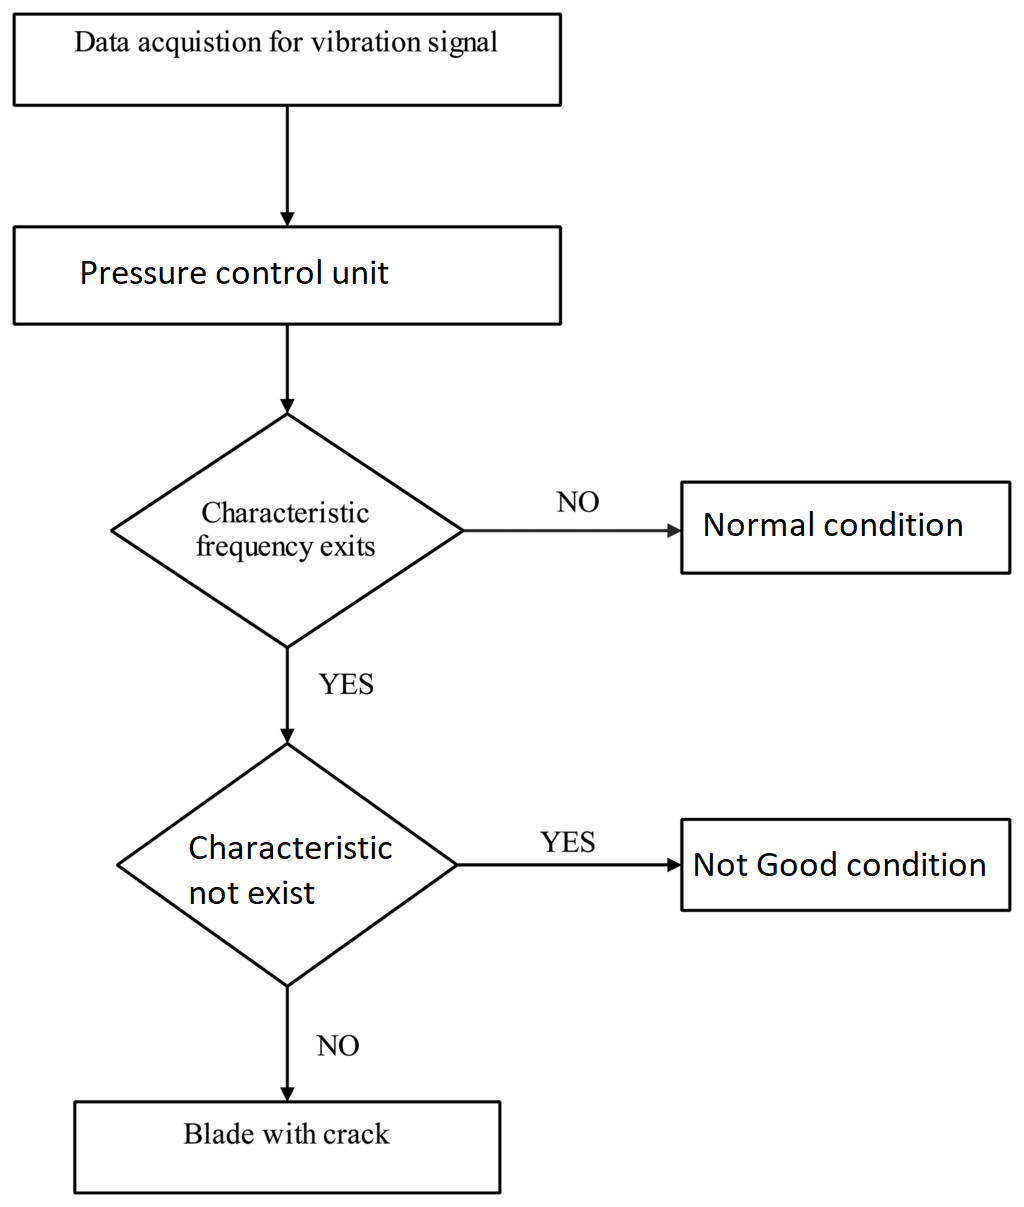 Data acquistion for vibration signal
Pressure control unit
Characteristic
frequency exits
NO
Normal condition
YES
Characteristic
not exist
YES
Not Good condition
NO
Blade with crack